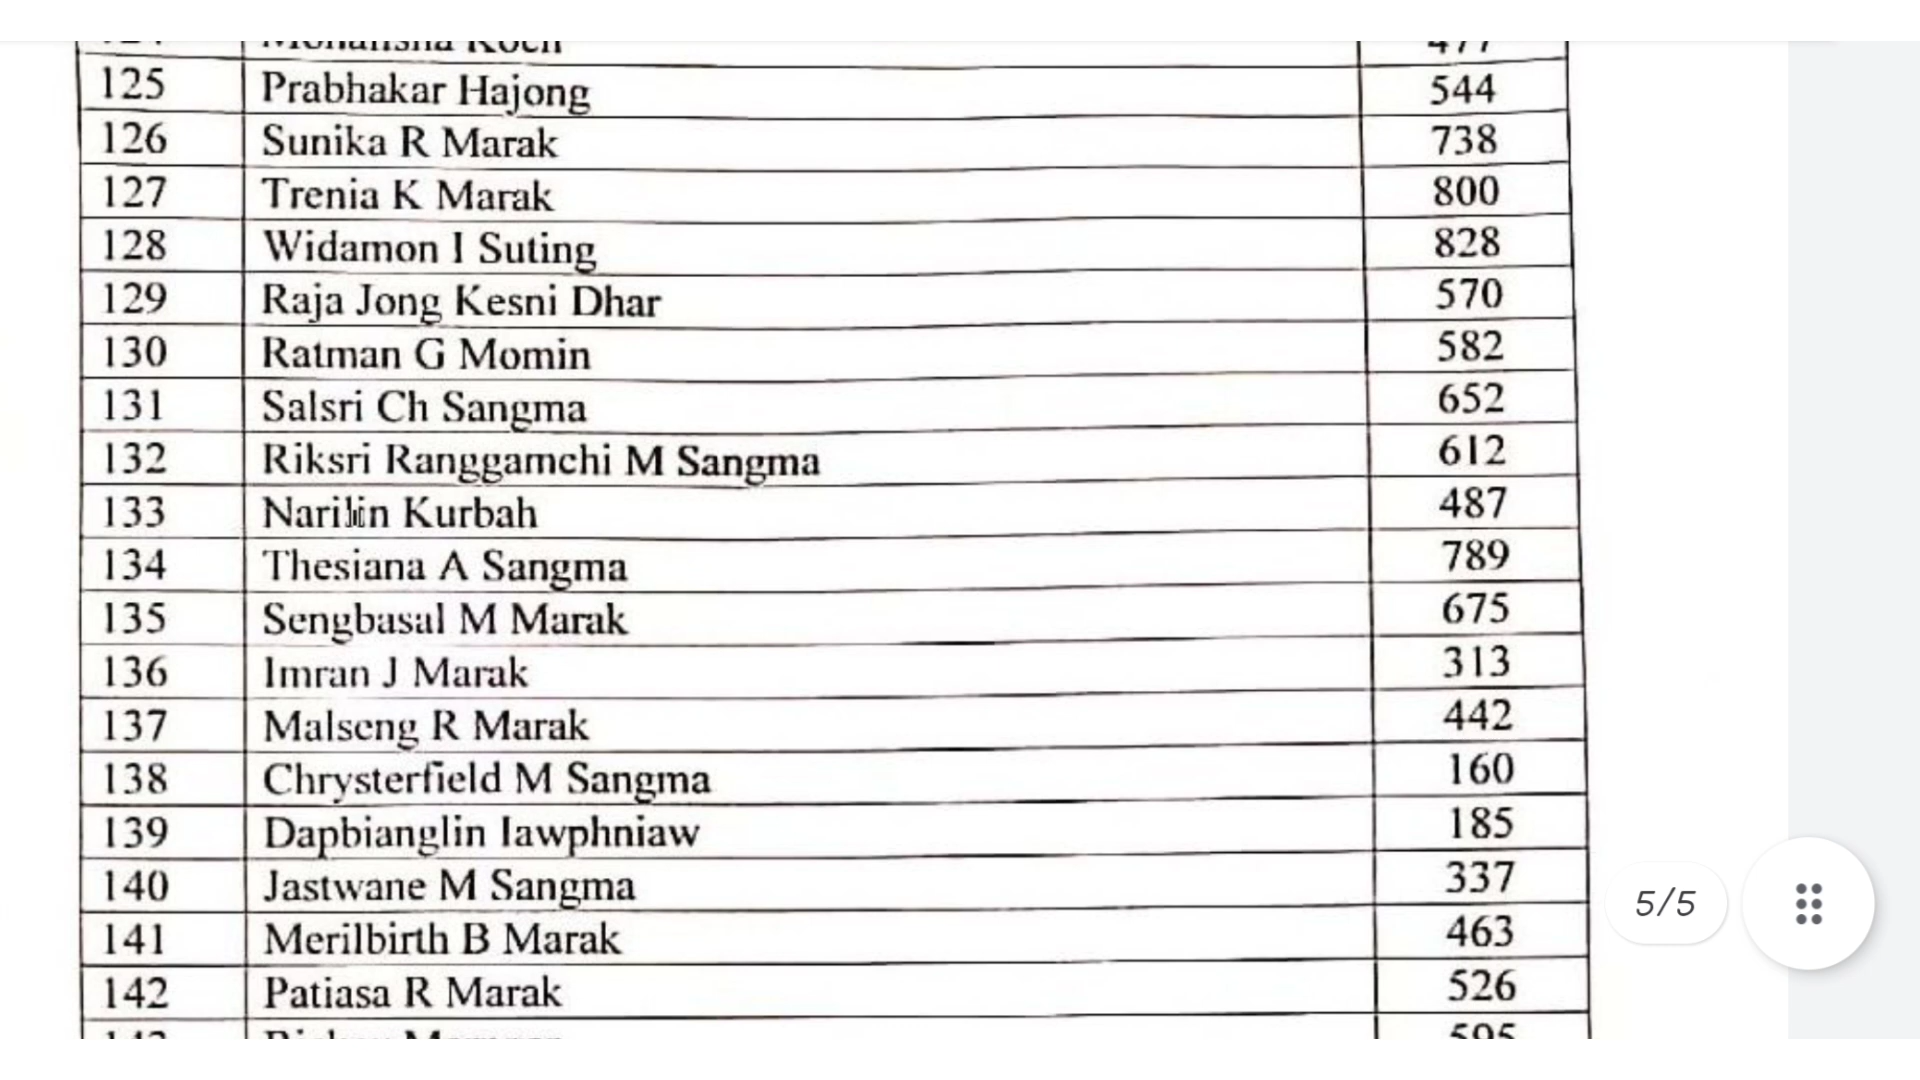 Koch 477
125 Prabhakar Hajong 544
126 Sunika R Marak 738
127 Trenia K Marak 800
128 Widamon I Suting 828
129 Raja Jong Kesni Dhar 570
130 Ratman G Momin 582
131 Salsri Ch Sangma 652
132 Riksri Ranggamchi M Sangma 612
133 Kurbah 487
134 Thesiana A Sangma 789
135 Sengbasal M Marak 675
136 Imran J Marak 313
137 Malseng R Marak 442
138 Chrysterfield M Sangma 160
139 Dapbianglin Iawphniaw 185
140 Jastwane M Sangma 337
141 Merilbirth B Marak 463
142 Patiasa R Marak 526
595
5/5